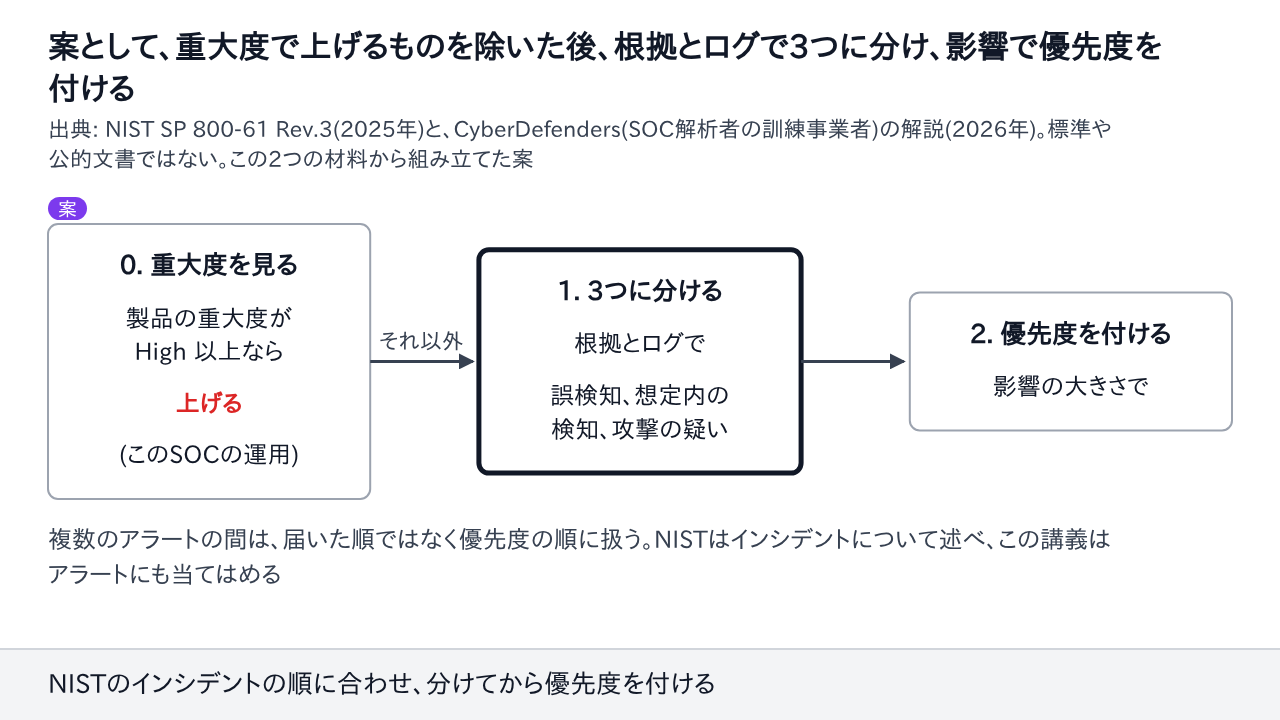 案として、重大度で上げるものを除いた後、根拠とログで3つに分け、影響で優先度を
付ける
出典: NIST SP 800-61 Rev.3(2025年)と、CyberDefenders(SOC解析者の訓練事業者)の解説(2026年)。標準や
公的文書ではない。この2つの材料から組み立てた案
案
0. 重大度を見る
製品の重大度が
High 以上なら
上げる
(このSOCの運用)
それ以外
1. 3つに分ける
根拠とログで
誤検知、想定内の
検知、攻撃の疑い
2. 優先度を付ける
影響の大きさで
複数のアラートの間は、届いた順ではなく優先度の順に扱う。NISTはインシデントについて述べ、この講義は
アラートにも当てはめる
NISTのインシデントの順に合わせ、分けてから優先度を付ける